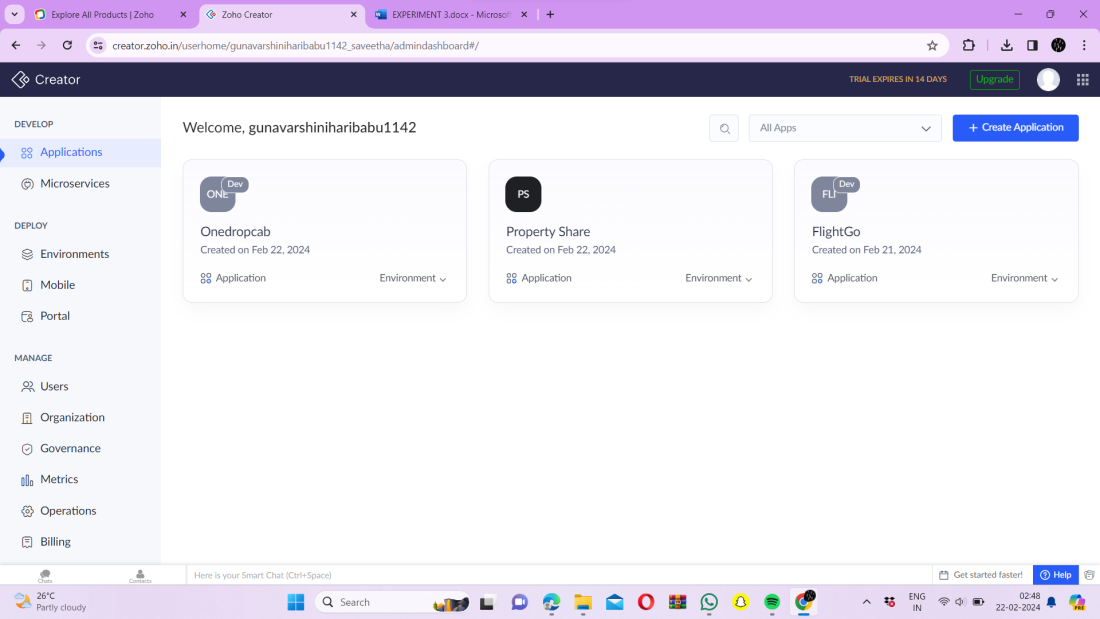 Explore All Products | Zoho
Zoho Creator
EXPERIMENT 3.docx - Microsoft
creator.zoho.in/userhome/gunavarshiniharibabu1142_saveetha/admindashboard#/
Creator
TRIAL EXPIRES IN 14 DAYS
Upgrade
DEVELOP
Applications
Microservices
DEPLOY
Environments
Mobile
Portal
MANAGE
Users
Organization
Governance
Metrics
Operations
Billing
Welcome, gunavarshiniharibabu1142
All Apps
+ Create Application
ONE
Dev
Onedropcab
Created on Feb 22, 2024
Application
Environment
PS
Property Share
Created on Feb 22, 2024
Application
Environment
FLI
Dev
FlightGo
Created on Feb 21, 2024
Application
Environment
Chats
Contacts
Here is your Smart Chat (Ctrl+Space)
Get started faster!
Help
26°C
Partly cloudy
Search
ENG
IN
02:48
22-02-2024
PRE